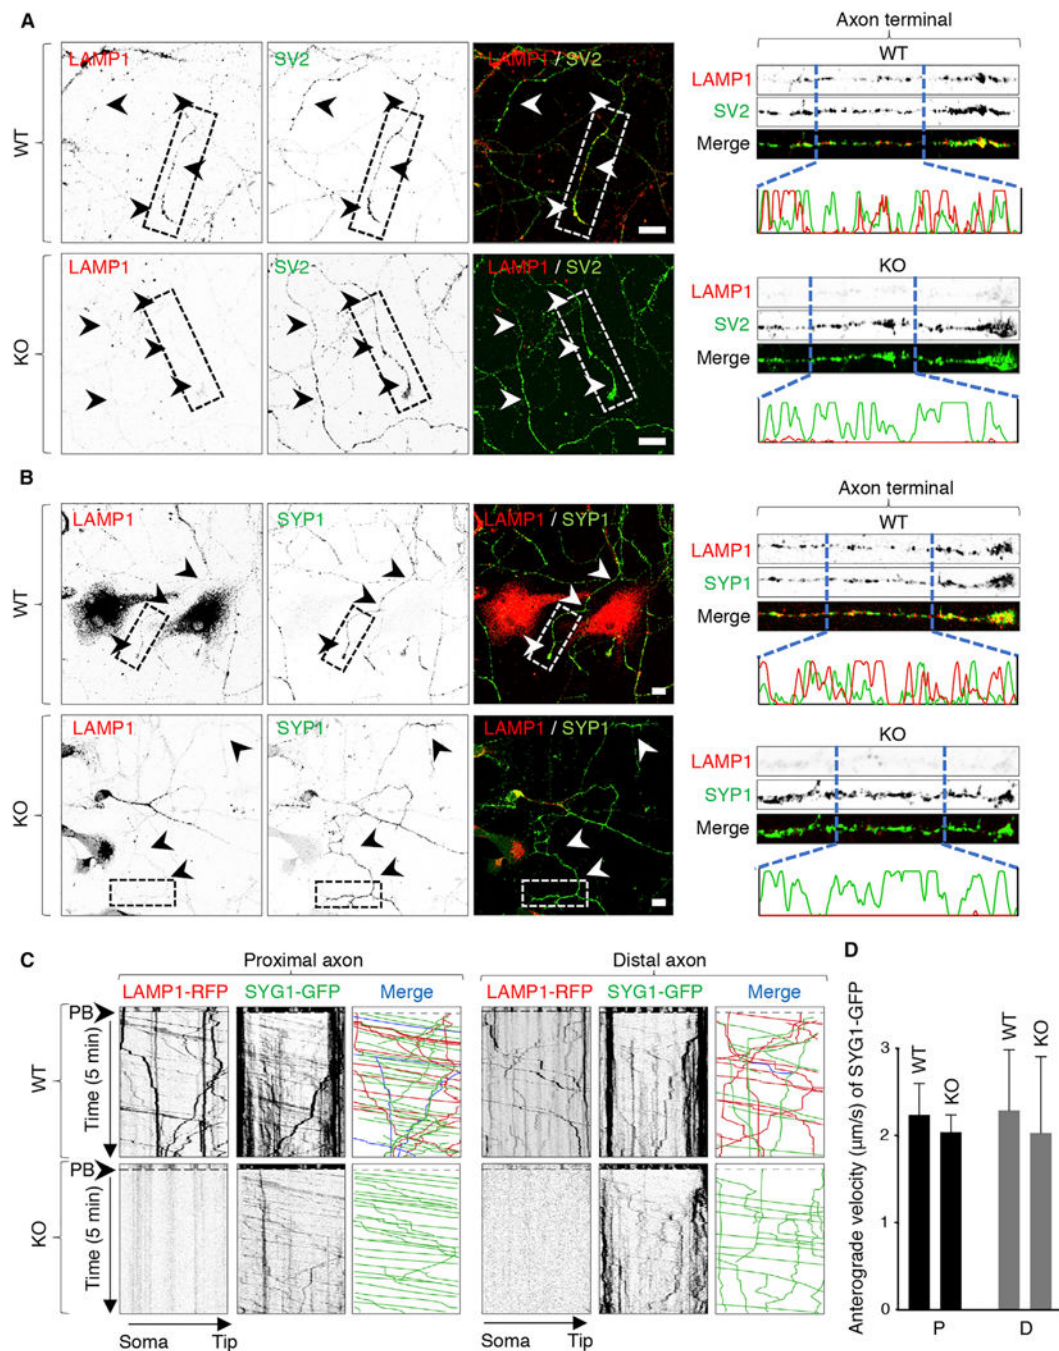 A
LAMP1
SV2
LAMP1 / SV2
WT
LAMP1
SV2
LAMP1 / SV2
KO
Axon terminal
WT
LAMP1
SV2
Merge
KO
LAMP1
SV2
Merge
B
LAMP1
SYP1
LAMP1 / SYP1
WT
LAMP1
SYP1
LAMP1 / SYP1
KO
Axon terminal
WT
LAMP1
SYP1
Merge
KO
LAMP1
SYP1
Merge
C
Proximal axon
Distal axon
LAMP1-RFP
SYG1-GFP
Merge
LAMP1-RFP
SYG1-GFP
Merge
PB
WT
Time (5 min)
PB
KO
Time (5 min)
Soma
Tip
Soma
Tip
D
Anterograde velocity (µm/s) of SYG1-GFP
3
2
1
0
WT
KO
WT
KO
P
D